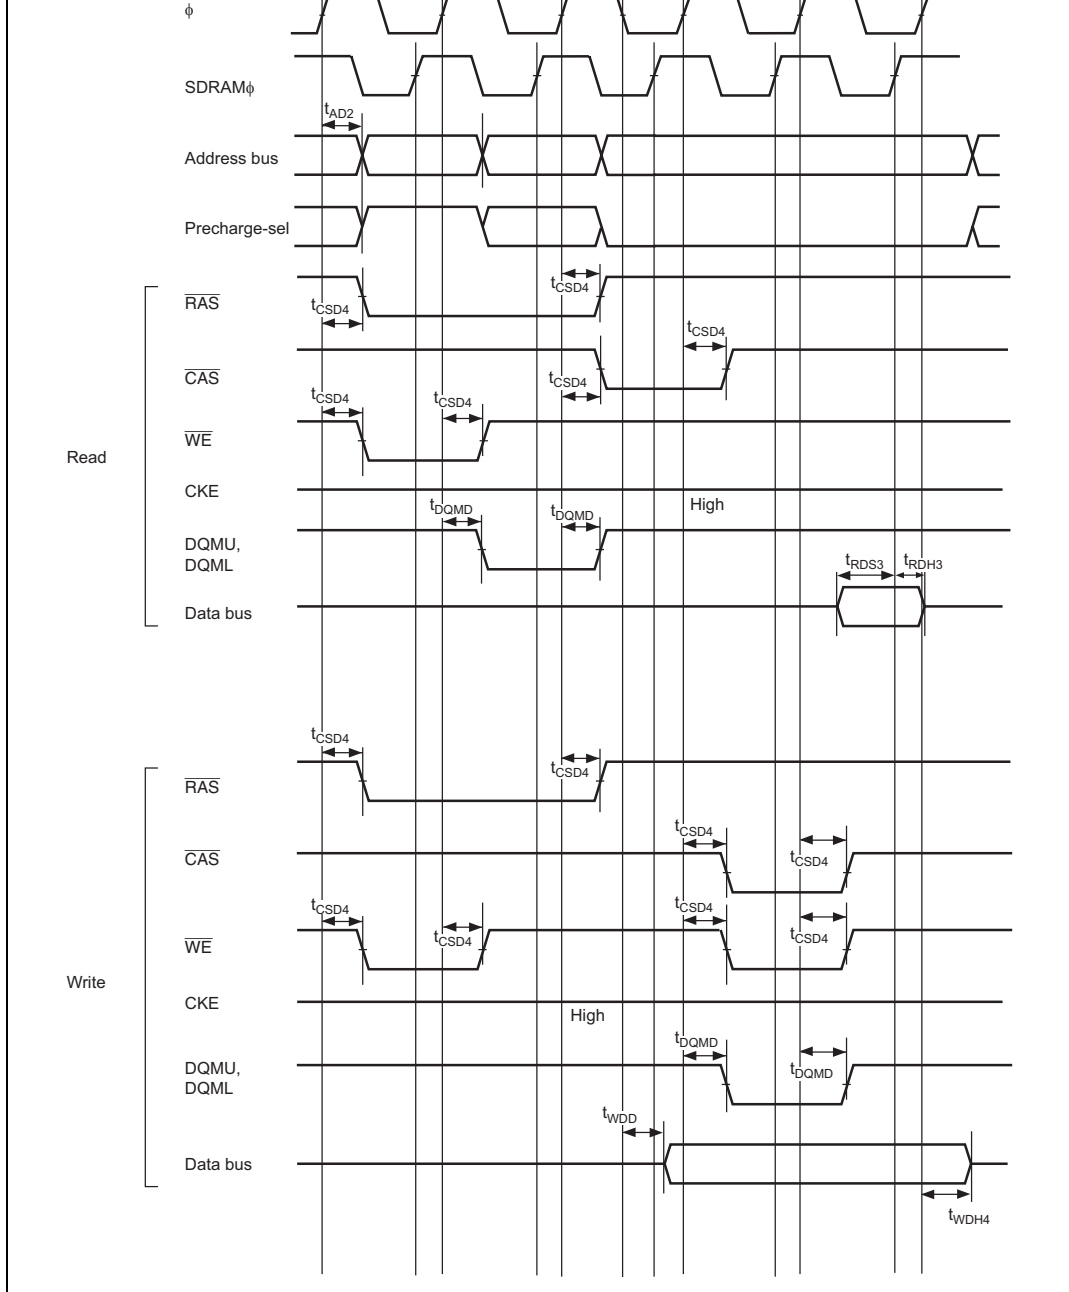 ϕ
SDRAMϕ
tAD2
Address bus
Precharge-sel
tCSD4
RAS
tCSD4
tCSD4
CAS
tCSD4
tCSD4
tCSD4
WE
Read
CKE
High
tDQMD
tDQMD
DQMU,
DQML
tRDS3
tRDH3
Data bus
tCSD4
tCSD4
RAS
tCSD4
CAS
tCSD4
tCSD4
tCSD4
tCSD4
tCSD4
WE
Write
CKE
High
tDQMD
DQMU,
DQML
tDQMD
tWDD
Data bus
tWDH4